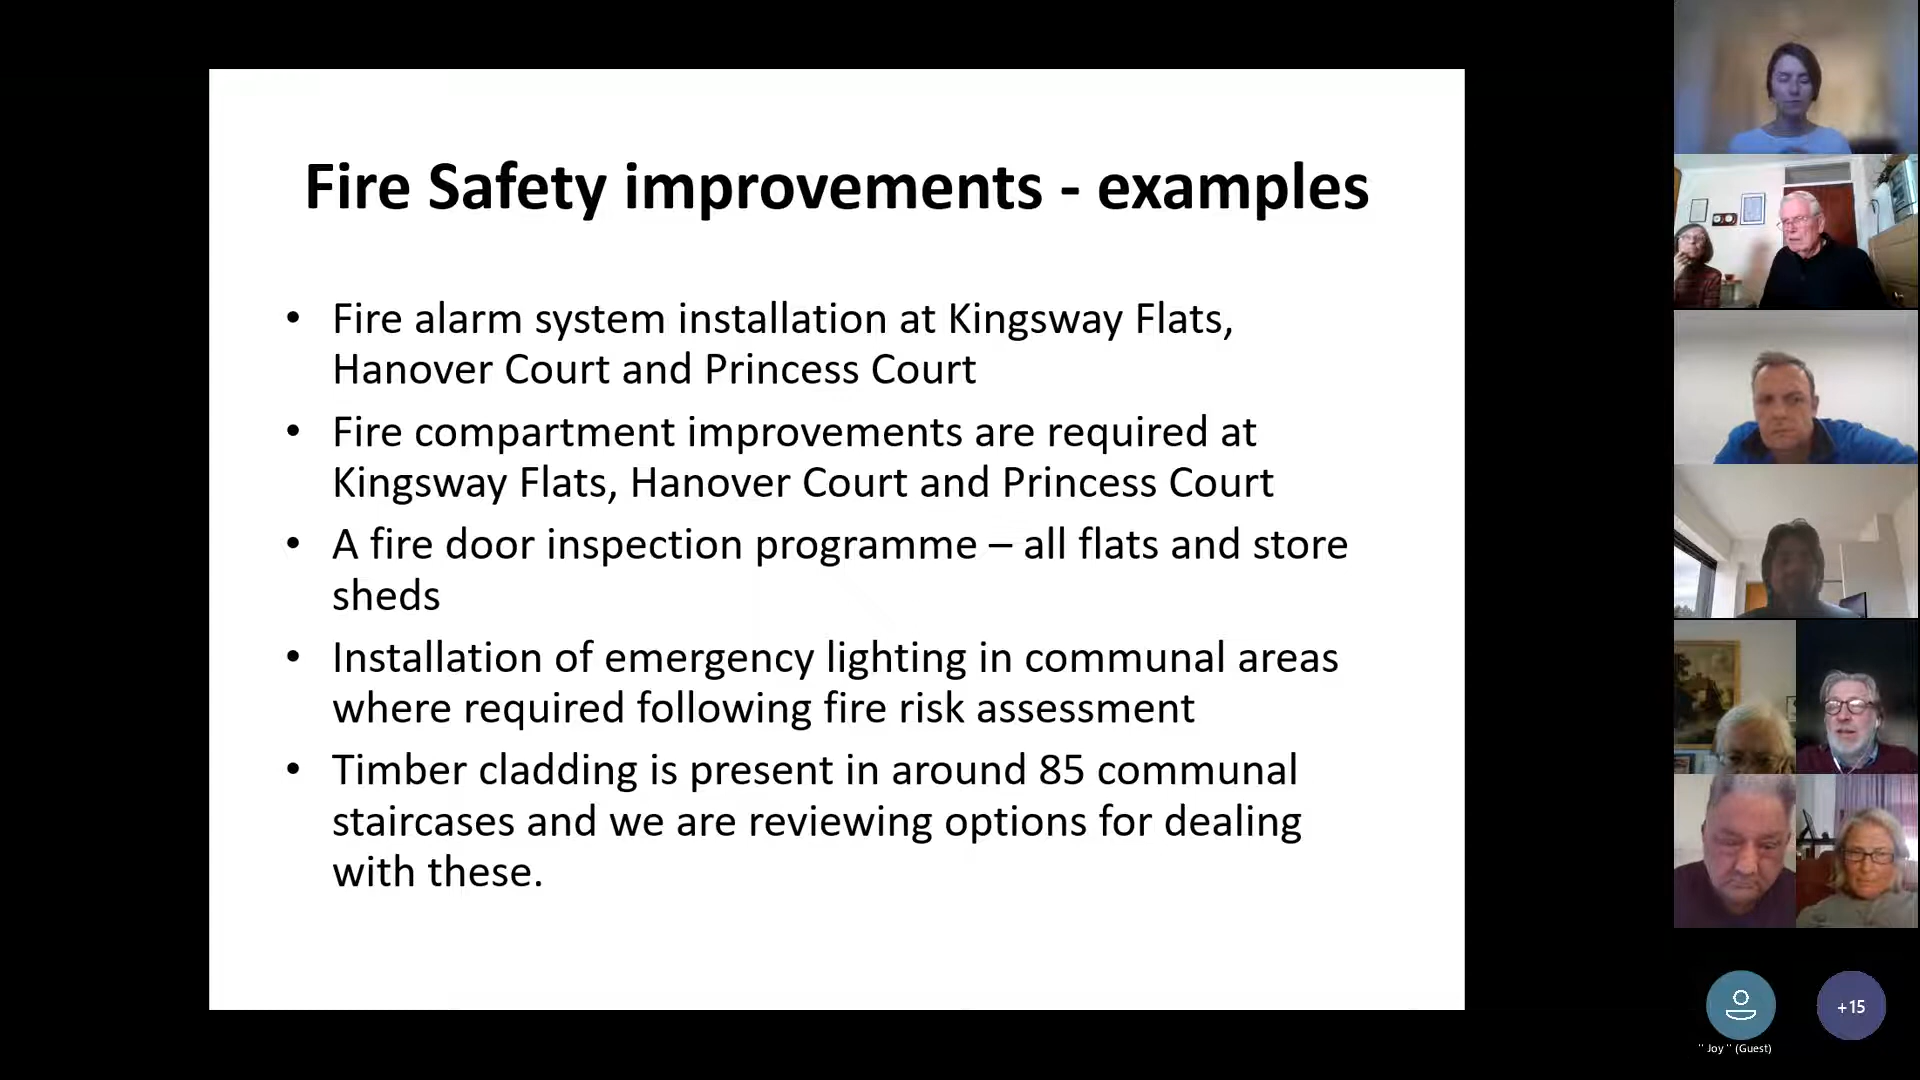 Fire Safety improvements - examples
• Fire alarm system installation at Kingsway Flats,
Hanover Court and Princess Court
• Fire compartment improvements are required at
Kingsway Flats, Hanover Court and Princess Court
• A fire door inspection programme – all flats and store
sheds
• Installation of emergency lighting in communal areas
where required following fire risk assessment
• Timber cladding is present in around 85 communal
staircases and we are reviewing options for dealing
with these.
+15
" Joy " (Guest)